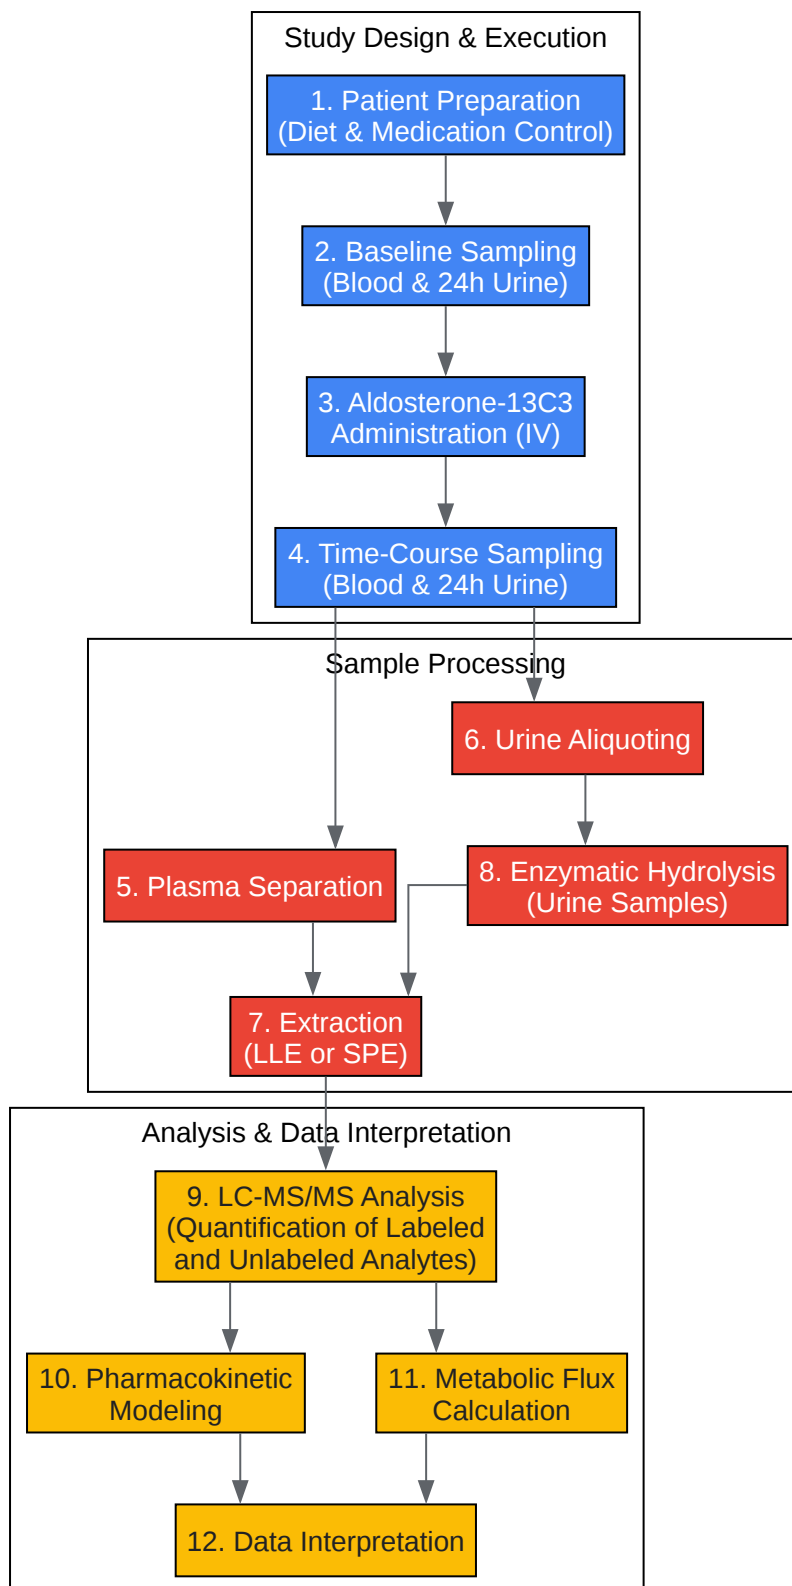 Study Design & Execution
1. Patient Preparation
(Diet & Medication Control)
2. Baseline Sampling
(Blood & 24h Urine)
3. Aldosterone-13C3
Administration (IV)
4. Time-Course Sampling
(Blood & 24h Urine)
Sample Processing
6. Urine Aliquoting
5. Plasma Separation
8. Enzymatic Hydrolysis
(Urine Samples)
7. Extraction
(LLE or SPE)
Analysis & Data Interpretation
9. LC-MS/MS Analysis
(Quantification of Labeled
and Unlabeled Analytes)
10. Pharmacokinetic
Modeling
11. Metabolic Flux
Calculation
12. Data Interpretation